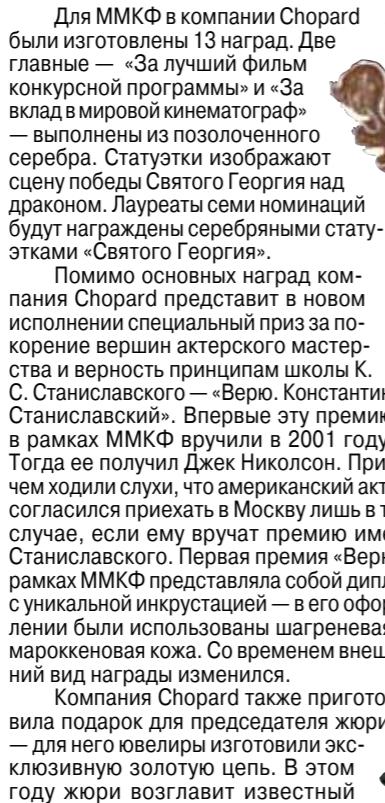 Для ММКФ в компании Chopard
были изготовлены 13 наград. Две
главные — «За лучший фильм
конкурсной программы» и «За
вклад в мировой кинематограф»
— выполнены из позолоченного
серебра. Статуэтки изображают
сцену победы Святого Георгия над
драконом. Лауреаты семи номинаций
будут награждены серебряными стату-
этками «Святого Георгия».
Помимо основных наград ком-
пания Chopard представит в новом
исполнении специальный приз за по-
корение вершин актерского мастер-
ства и верность принципам школы К.
С. Станиславского — «Верю. Константин
Станиславский». Впервые эту премию
в рамках ММКФ вручили в 2001 году.
Тогда ее получил Джек Николсон. При-
чем ходили слухи, что американский акт
согласился приехать в Москву лишь в т
случае, если ему вручат премию име
Станиславского. Первая премия «Верю
рамках ММКФ представляла собой дипл
с уникальной инкрустацией — в его офор
лении были использованы шагреневая
мароккеновая кожа. Со временем внеш
ний вид награды изменился.
Компания Chopard также пригото-
вила подарок для председателя жюри
— для него ювелиры изготовили экс-
клюзивную золотую цепь. В этом
году жюри возглавит известный